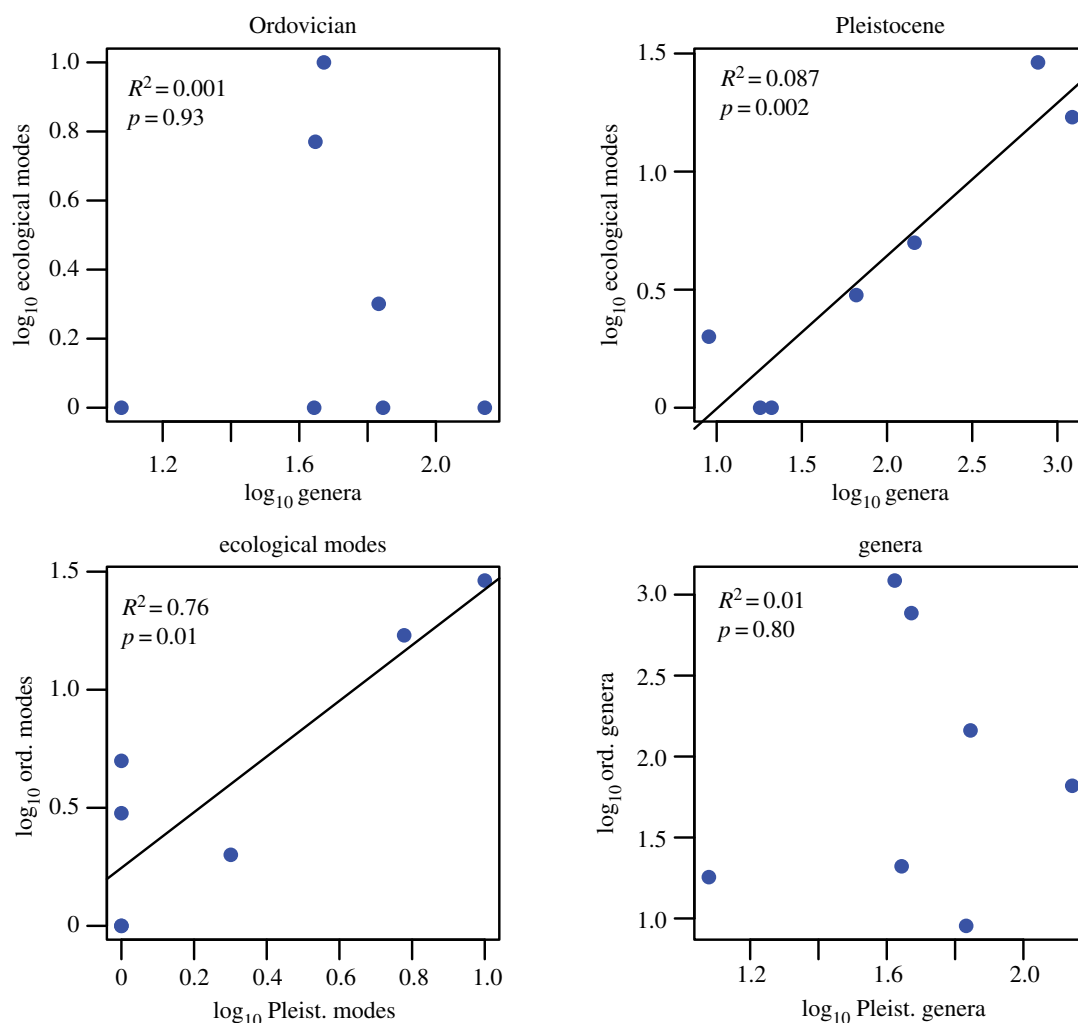 Ordovician
R² = 0.001
p = 0.93
1.0
0.8
0.6
0.4
0.2
0
log₁₀ ecological modes
1.2
1.6
2.0
log₁₀ genera
Pleistocene
R² = 0.087
p = 0.002
1.5
1.0
0.5
0
log₁₀ ecological modes
1.0
1.5
2.0
2.5
3.0
log₁₀ genera
ecological modes
R² = 0.76
p = 0.01
1.5
1.0
0.5
0
log₁₀ ord. modes
0
0.2
0.4
0.6
0.8
1.0
log₁₀ Pleist. modes
genera
R² = 0.01
p = 0.80
3.0
2.5
2.0
1.5
1.0
log₁₀ ord. genera
1.2
1.6
2.0
log₁₀ Pleist. genera